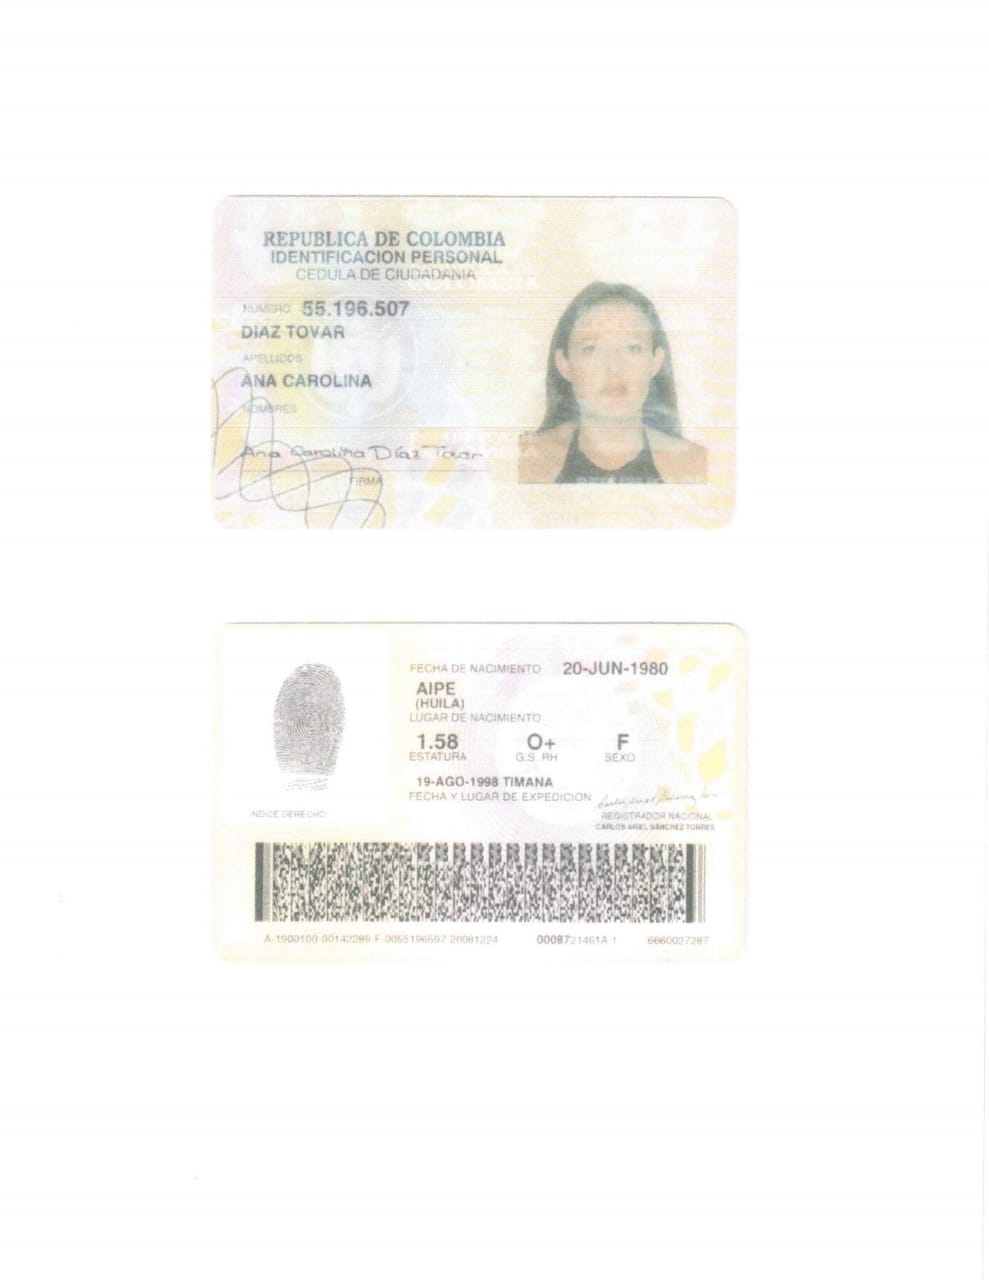 REPUBLICA DE COLOMBIA
IDENTIFICACION PERSONAL
CEDULA DE CIUDADANIA
NUMERO 55.196.507
DIAZ TOVAR
APELLIDOS
ANA CAROLINA
NOMBRES
Ana Carolina Díaz Tovar
FIRMA
FECHA DE NACIMIENTO 20-JUN-1980
AIPE
(HUILA)
LUGAR DE NACIMIENTO
1.58 O+ F
ESTATURA G.S. RH SEXO
19-AGO-1998 TIMANA
FECHA Y LUGAR DE EXPEDICION
INDICE DERECHO
REGISTRADOR NACIONAL
CARLOS ARIEL SÁNCHEZ TORRES
A-1900100-00142289-F-0055196507-20081224 0008721461A 1 6660027287